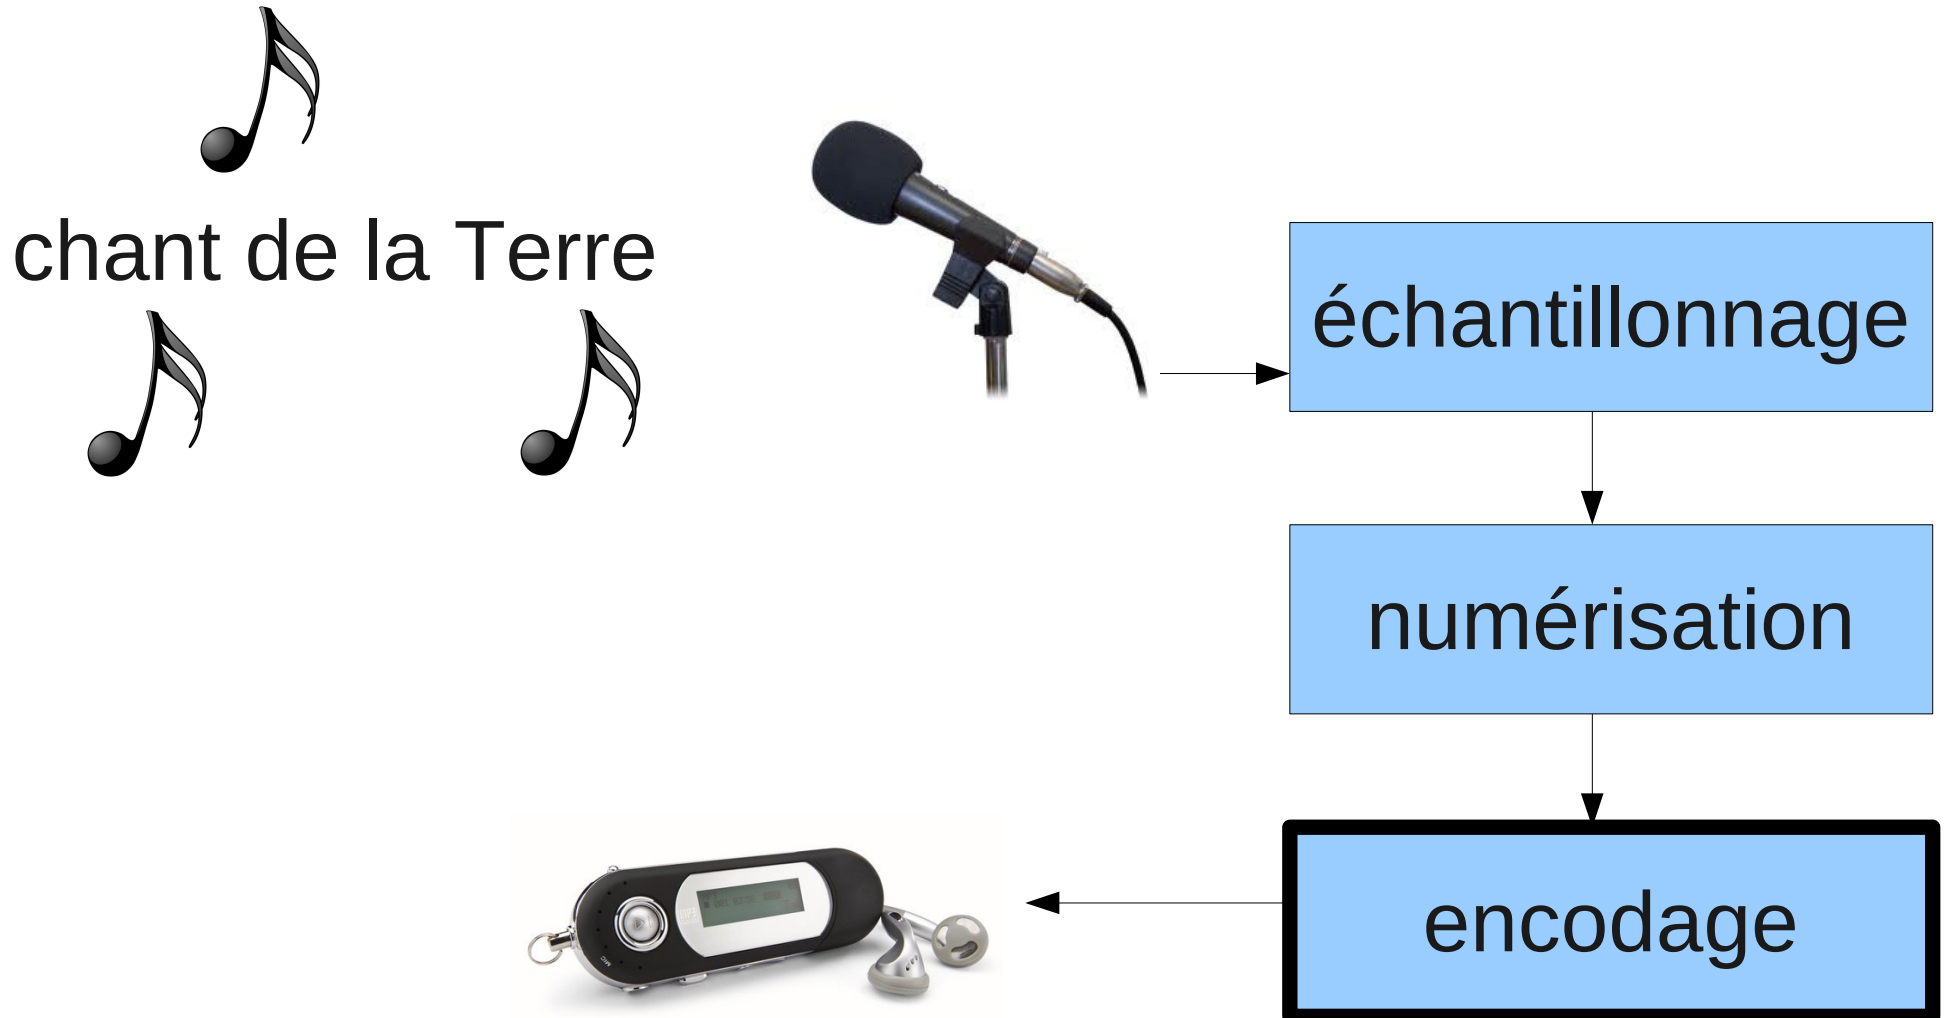 chant de la Terre
échantillonnage
numérisation
encodage